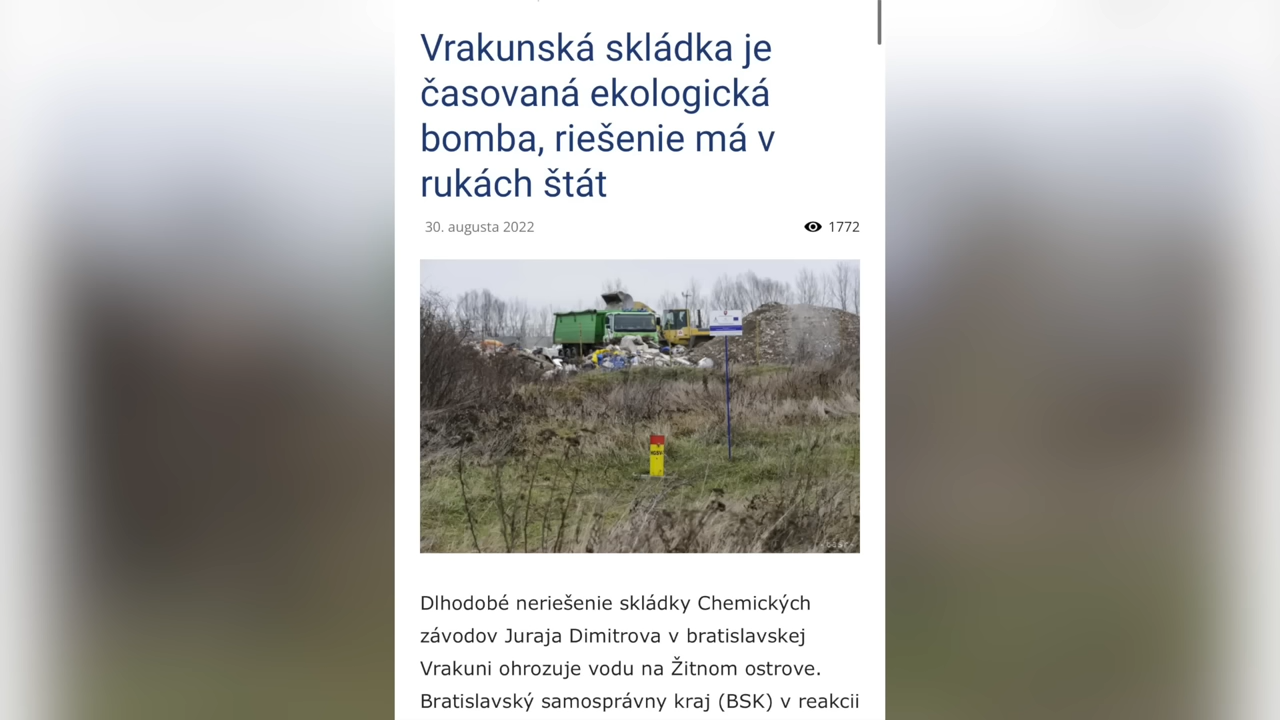 Vrakunská skládka je
časovaná ekologická
bomba, riešenie má v
rukách štát
30. augusta 2022
1772
Dlhodobé neriešenie skládky Chemických
závodov Juraja Dimitrova v bratislavskej
Vrakuni ohrozuje vodu na Žitnom ostrove.
Bratislavský samosprávny kraj (BSK) v reakcii